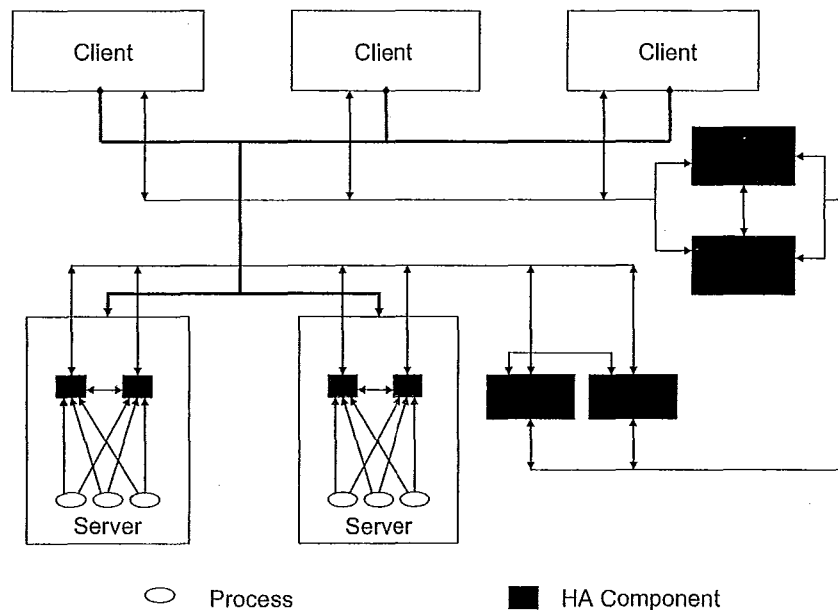 Client
Client
Client
Server
Server
Process
HA Component